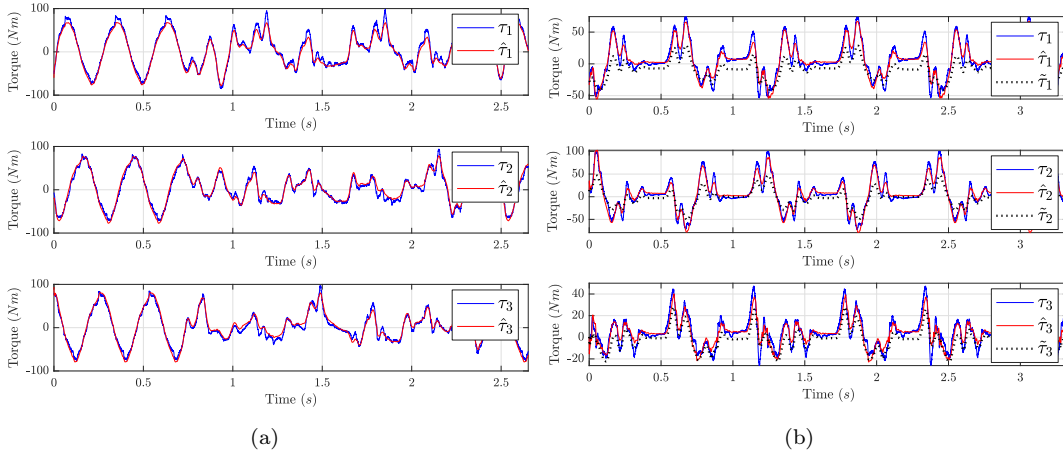 100
0
-100
Torque (Nm)
τ1
τ̂1
0 0.5 1 1.5 2 2.5
Time (s)
100
0
-100
Torque (Nm)
τ2
τ̂2
0 0.5 1 1.5 2 2.5
Time (s)
100
0
-100
Torque (Nm)
τ3
τ̂3
0 0.5 1 1.5 2 2.5
Time (s)
(a)
50
0
-50
Torque (Nm)
τ1
τ̂1
τ̃1
0 0.5 1 1.5 2 2.5 3
Time (s)
100
50
0
-50
Torque (Nm)
τ2
τ̂2
τ̃2
0 0.5 1 1.5 2 2.5 3
Time (s)
40
20
0
-20
Torque (Nm)
τ3
τ̂3
τ̃3
0 0.5 1 1.5 2 2.5 3
Time (s)
(b)